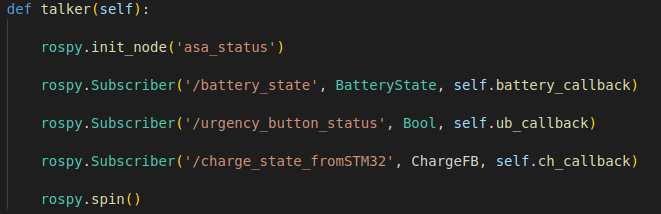 def talker(self):
rospy.init_node('asa_status')
rospy.Subscriber('/battery_state', BatteryState, self.battery_callback)
rospy.Subscriber('/urgency_button_status', Bool, self.ub_callback)
rospy.Subscriber('/charge_state_fromSTM32', ChargeFB, self.ch_callback)
rospy.spin()